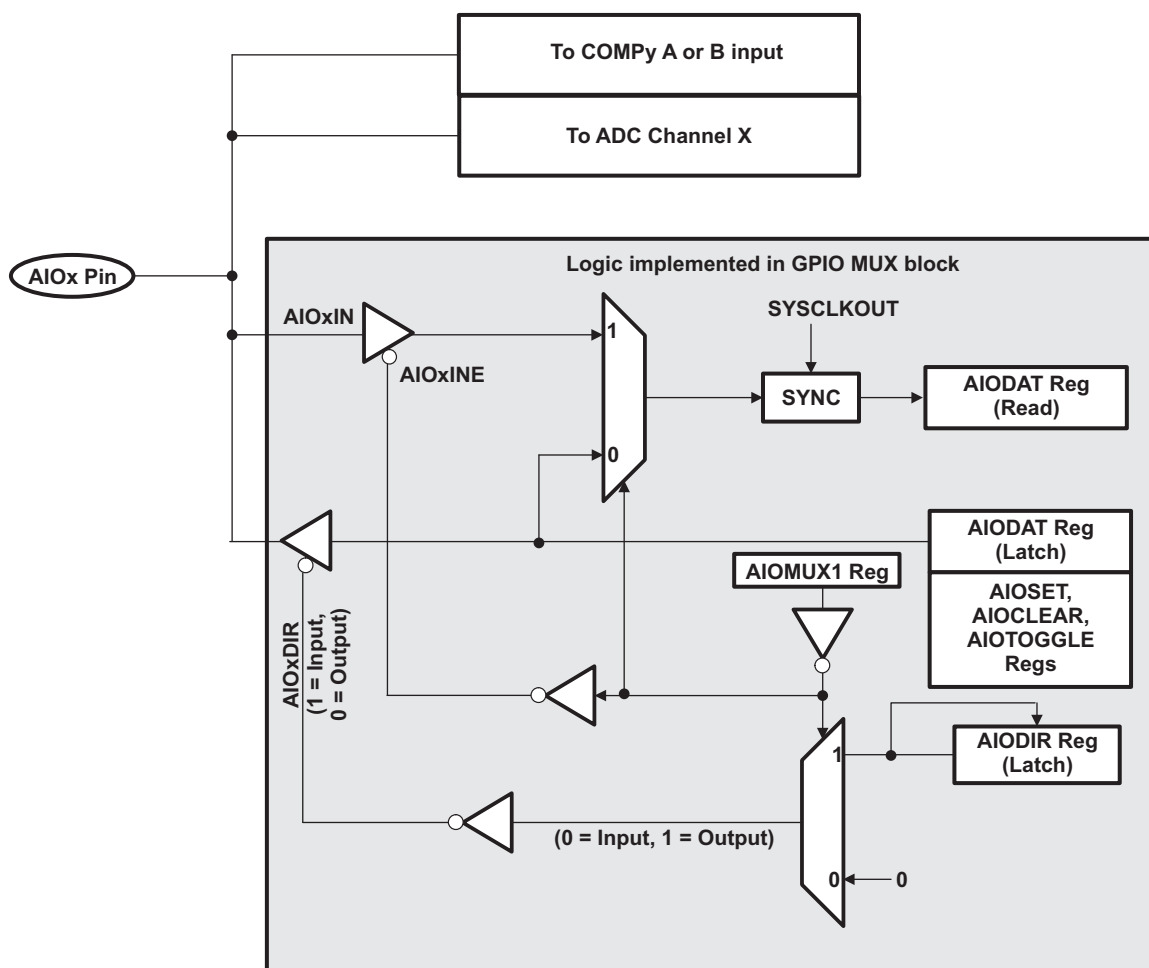 To COMPy A or B input
To ADC Channel X
AIOx Pin
Logic implemented in GPIO MUX block
AIOxIN
AIOxINE
1
0
SYSCLKOUT
SYNC
AIODAT Reg
(Read)
AIODAT Reg
(Latch)
AIOSET,
AIOCLEAR,
AIOTOGGLE
Regs
AIOMUX1 Reg
AIOxDIR
(1 = Input,
0 = Output)
1
AIODIR Reg
(Latch)
(0 = Input, 1 = Output)
0
0